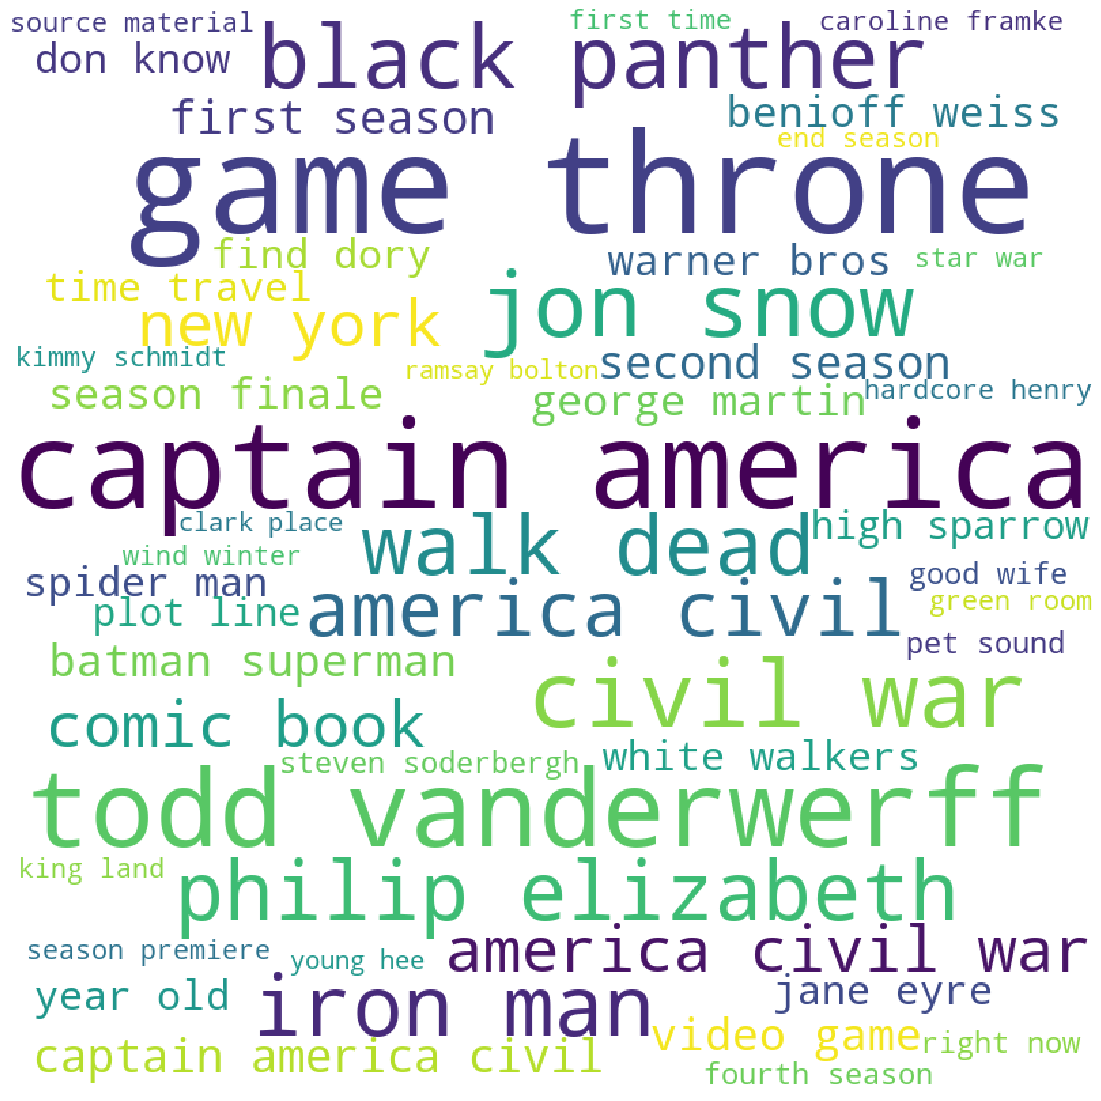 source material
first time
caroline framke
don know
black panther
first season
benioff weiss
end season
game throne
find dory
warner bros
star war
time travel
new york
jon snow
kimmy schmidt
ramsay bolton
second season
season finale
george martin
hardcore henry
captain america
clark place
walk dead
high sparrow
wind winter
spider man
good wife
plot line
america civil
green room
batman superman
pet sound
comic book
civil war
steven soderbergh
white walkers
todd vanderwerff
king land
philip elizabeth
season premiere
young hee
america civil war
year old
iron man
jane eyre
captain america civil
video game
right now
fourth season